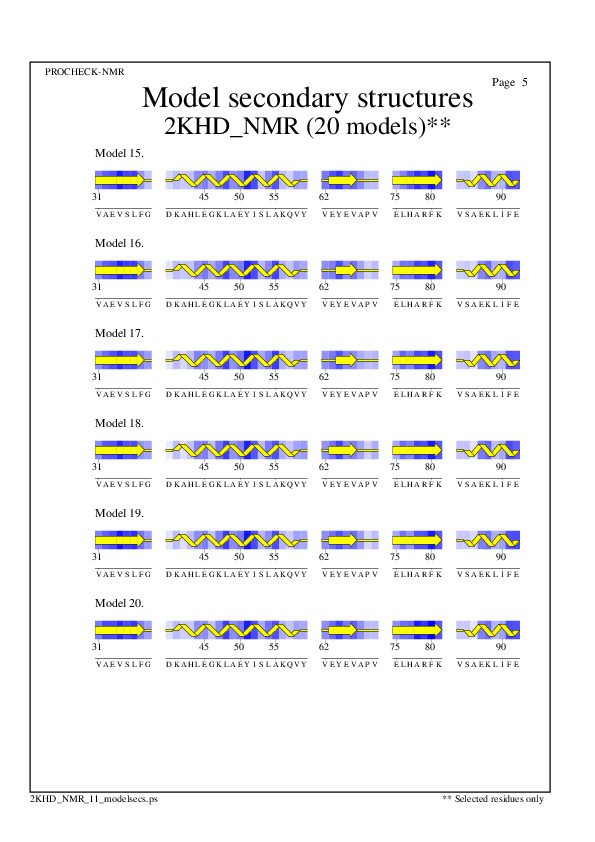 PROCHECK-NMR
Page 5
Model secondary structures
2KHD_NMR (20 models)**
Model 15.
31 45 50 55 62 75 80 90
VAEVSLFG DKAHLEGKLAEYISLAKQVY VEYEVAPV ELHARFK VSAEKLIFE
Model 16.
31 45 50 55 62 75 80 90
VAEVSLFG DKAHLEGKLAEYISLAKQVY VEYEVAPV ELHARFK VSAEKLIFE
Model 17.
31 45 50 55 62 75 80 90
VAEVSLFG DKAHLEGKLAEYISLAKQVY VEYEVAPV ELHARFK VSAEKLIFE
Model 18.
31 45 50 55 62 75 80 90
VAEVSLFG DKAHLEGKLAEYISLAKQVY VEYEVAPV ELHARFK VSAEKLIFE
Model 19.
31 45 50 55 62 75 80 90
VAEVSLFG DKAHLEGKLAEYISLAKQVY VEYEVAPV ELHARFK VSAEKLIFE
Model 20.
31 45 50 55 62 75 80 90
VAEVSLFG DKAHLEGKLAEYISLAKQVY VEYEVAPV ELHARFK VSAEKLIFE
2KHD_NMR_11_modelsecs.ps
** Selected residues only